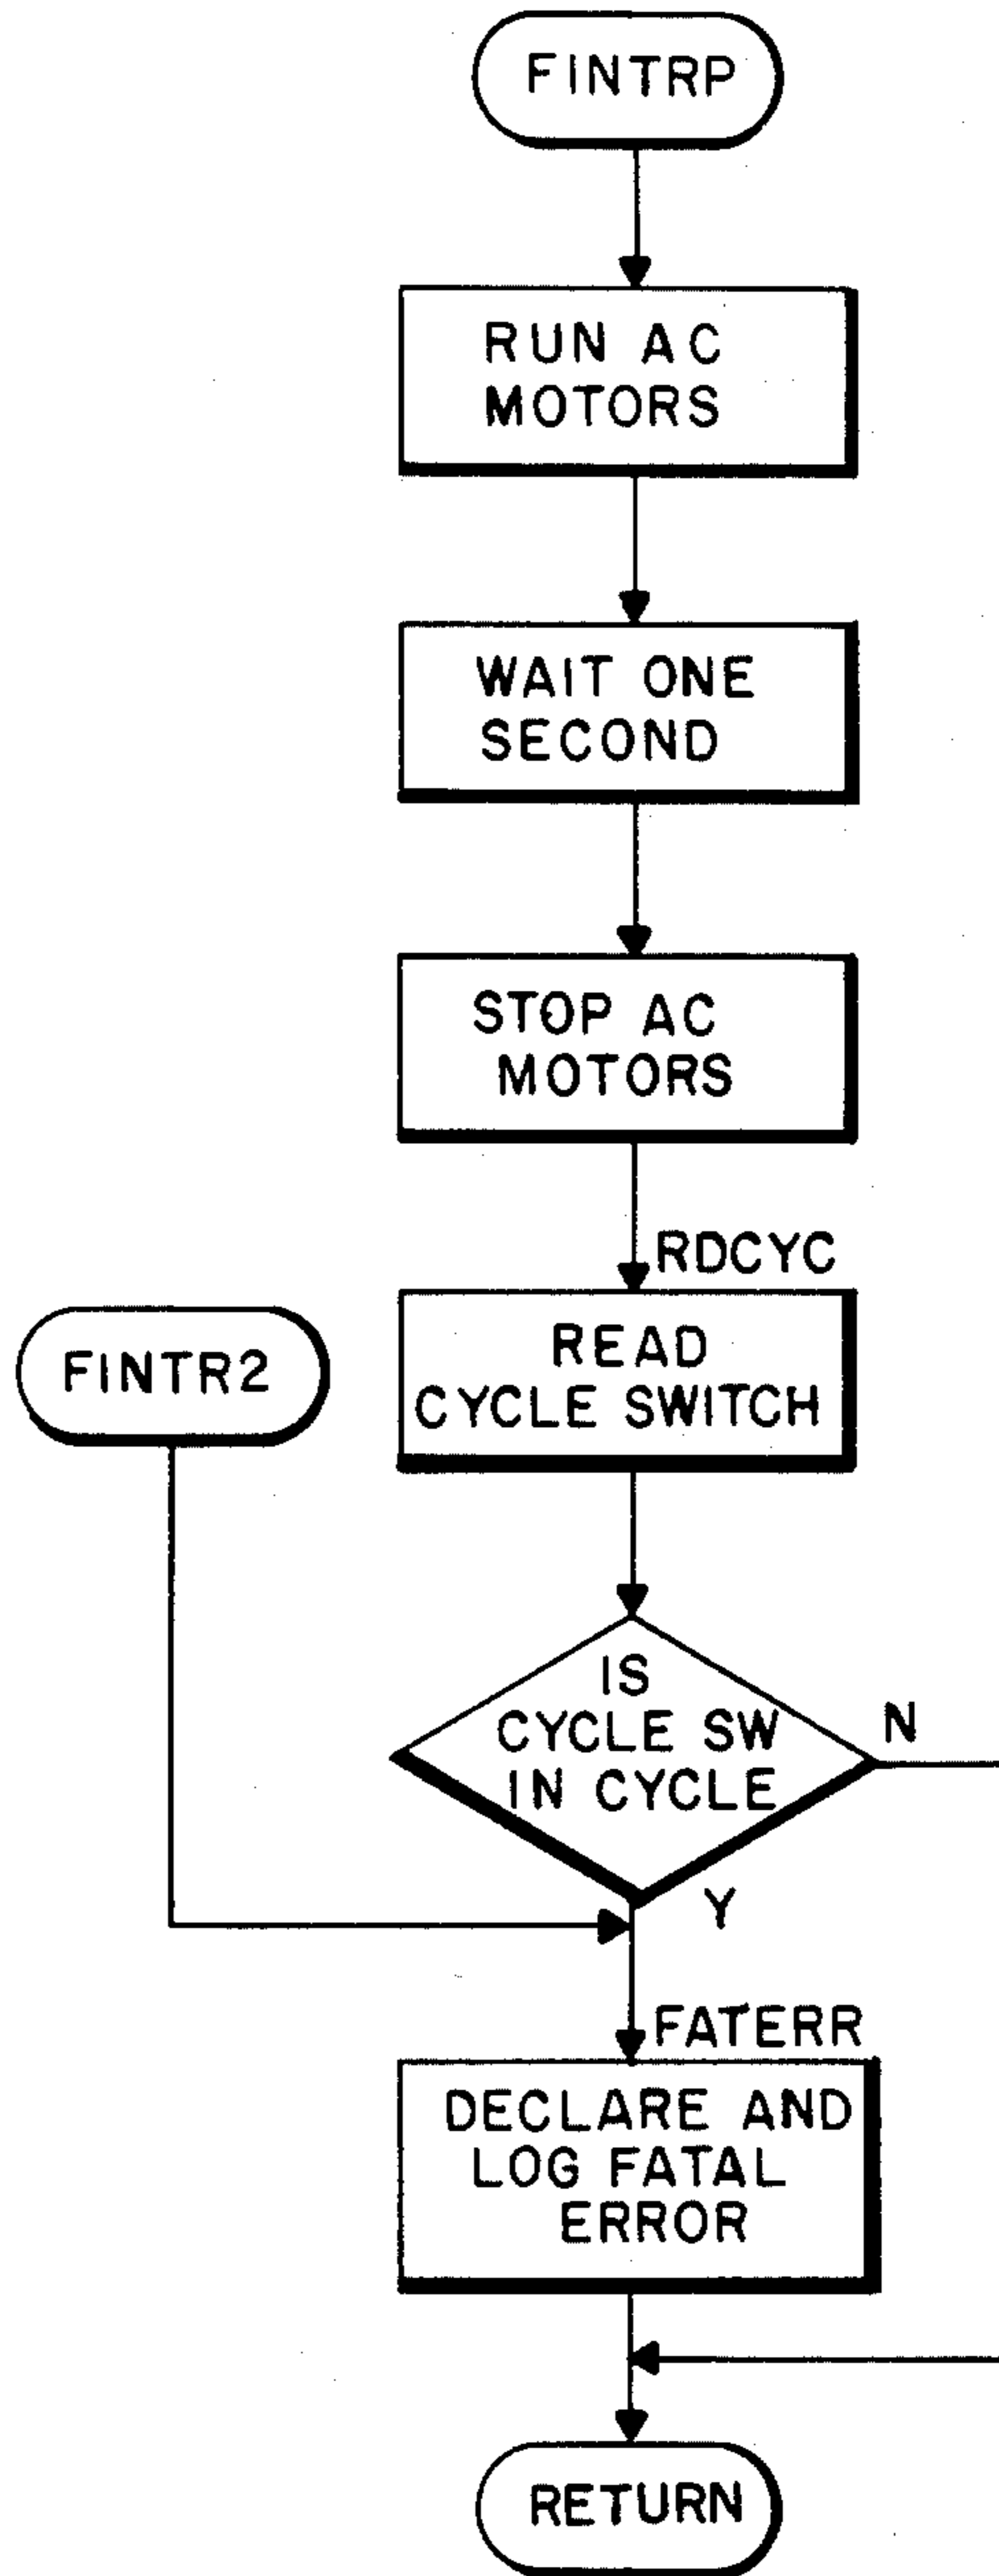 FINTRP
RUN AC
MOTORS
WAIT ONE
SECOND
STOP AC
MOTORS
RDCYC
READ
CYCLE SWITCH
FINTR2
IS
CYCLE SW
IN CYCLE
N
Y
FATERR
DECLARE AND
LOG FATAL
ERROR
RETURN